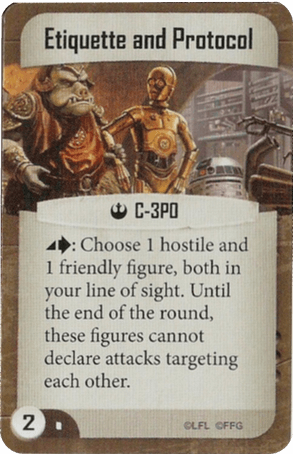 Etiquette and Protocol
C-3PO
: Choose 1 hostile and
1 friendly figure, both in
your line of sight. Until
the end of the round,
these figures cannot
declare attacks targeting
each other.
2
©LFL ©FFG